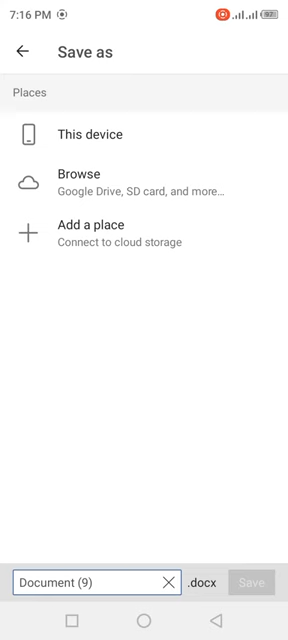 7:16 PM
97
Save as
Places
This device
Browse
Google Drive, SD card, and more...
Add a place
Connect to cloud storage
Document (9)
.docx
Save